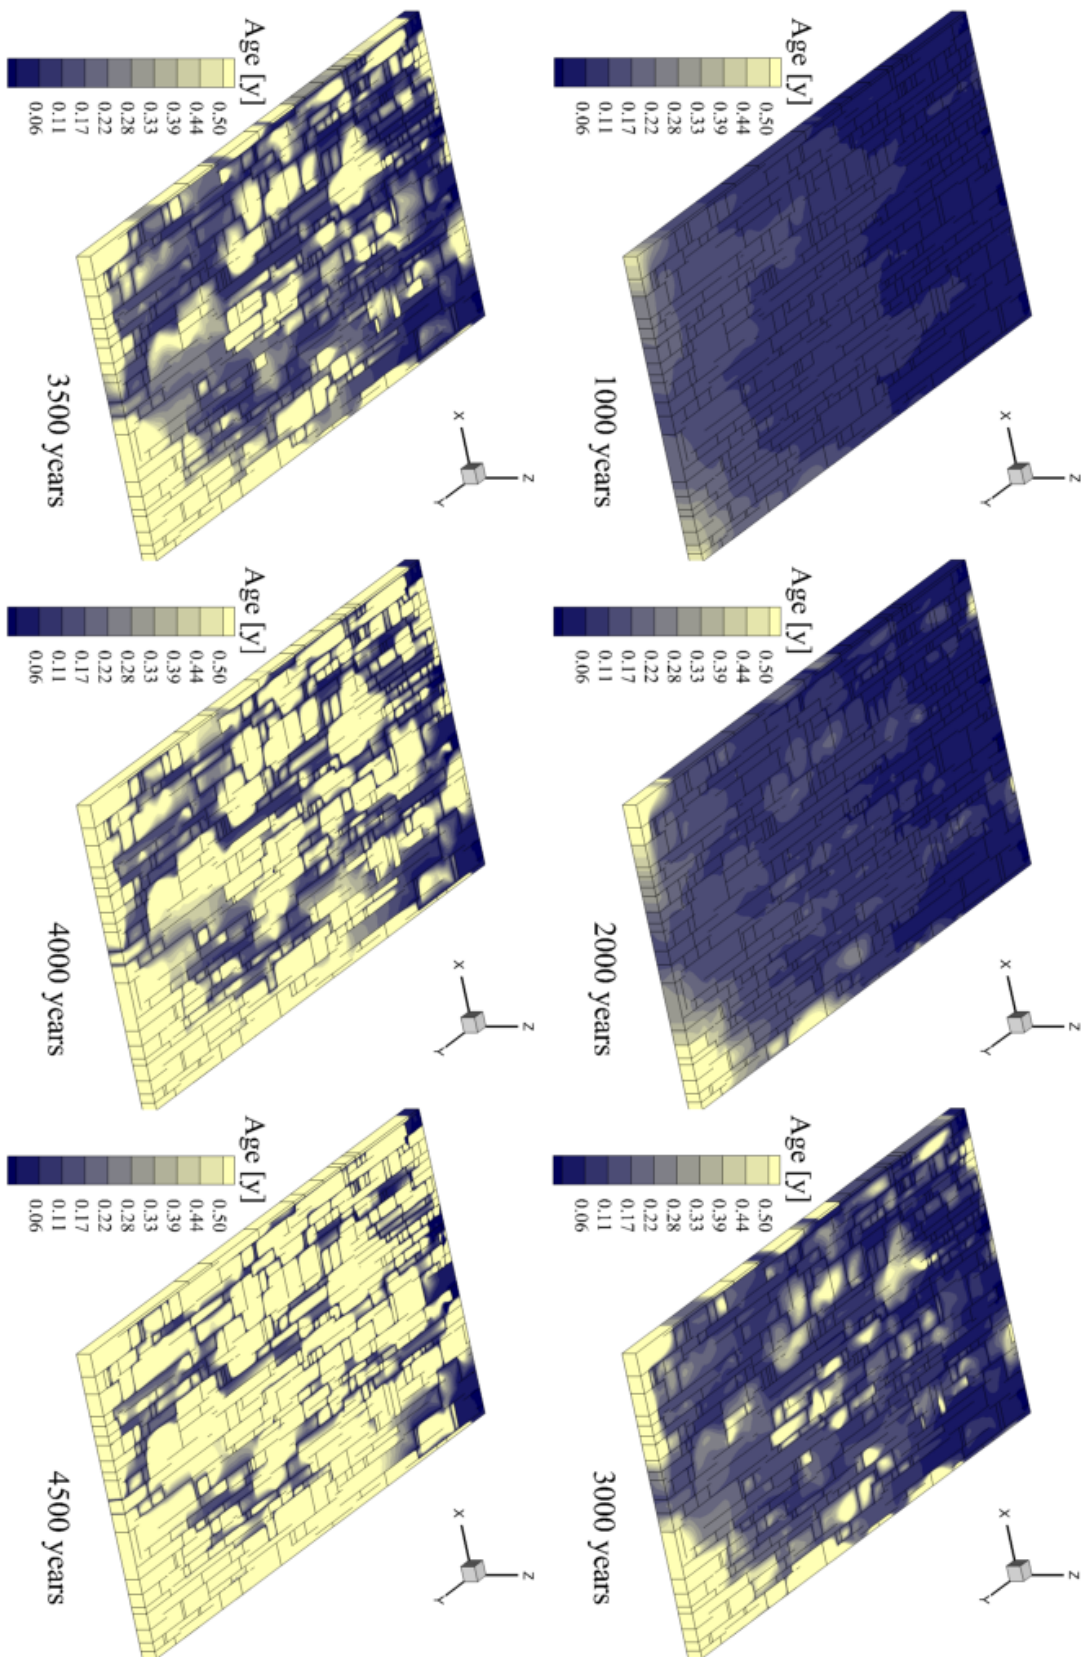 Z
X
Y
Age [y]
0.50
0.44
0.39
0.33
0.28
0.22
0.17
0.11
0.06
1000 years
Z
X
Y
Age [y]
0.50
0.44
0.39
0.33
0.28
0.22
0.17
0.11
0.06
2000 years
Z
X
Y
Age [y]
0.50
0.44
0.39
0.33
0.28
0.22
0.17
0.11
0.06
3000 years
Z
X
Y
Age [y]
0.50
0.44
0.39
0.33
0.28
0.22
0.17
0.11
0.06
3500 years
Z
X
Y
Age [y]
0.50
0.44
0.39
0.33
0.28
0.22
0.17
0.11
0.06
4000 years
Z
X
Y
Age [y]
0.50
0.44
0.39
0.33
0.28
0.22
0.17
0.11
0.06
4500 years